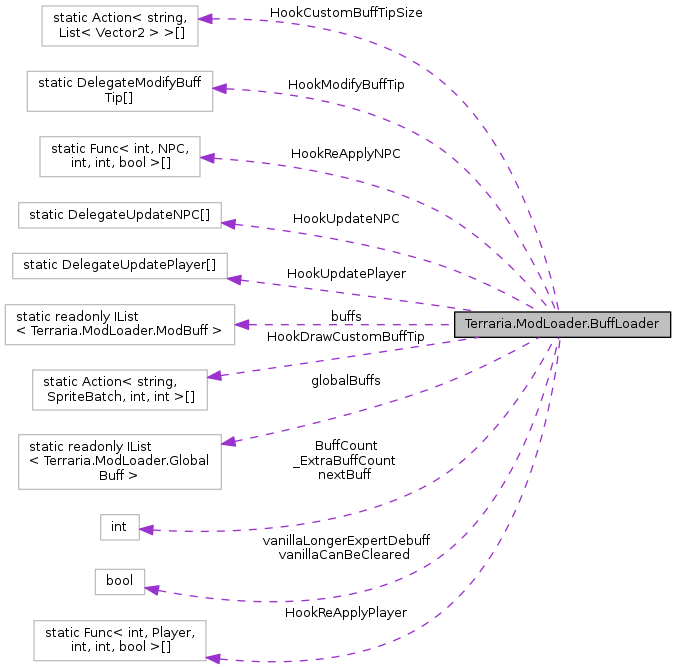 HookCustomBuffTipSize
static Action< string,
List< Vector2 > >[]
HookModifyBuffTip
static DelegateModifyBuff
Tip[]
HookReApplyNPC
static Func< int, NPC,
int, int, bool >[]
HookUpdateNPC
static DelegateUpdateNPC[]
HookUpdatePlayer
static DelegateUpdatePlayer[]
buffs
static readonly IList
< Terraria.ModLoader.ModBuff >
Terraria.ModLoader.BuffLoader
HookDrawCustomBuffTip
static Action< string,
SpriteBatch, int, int >[]
globalBuffs
static readonly IList
< Terraria.ModLoader.Global
Buff >
BuffCount
_ExtraBuffCount
nextBuff
int
vanillaLongerExpertDebuff
vanillaCanBeCleared
bool
HookReApplyPlayer
static Func< int, Player,
int, int, bool >[]